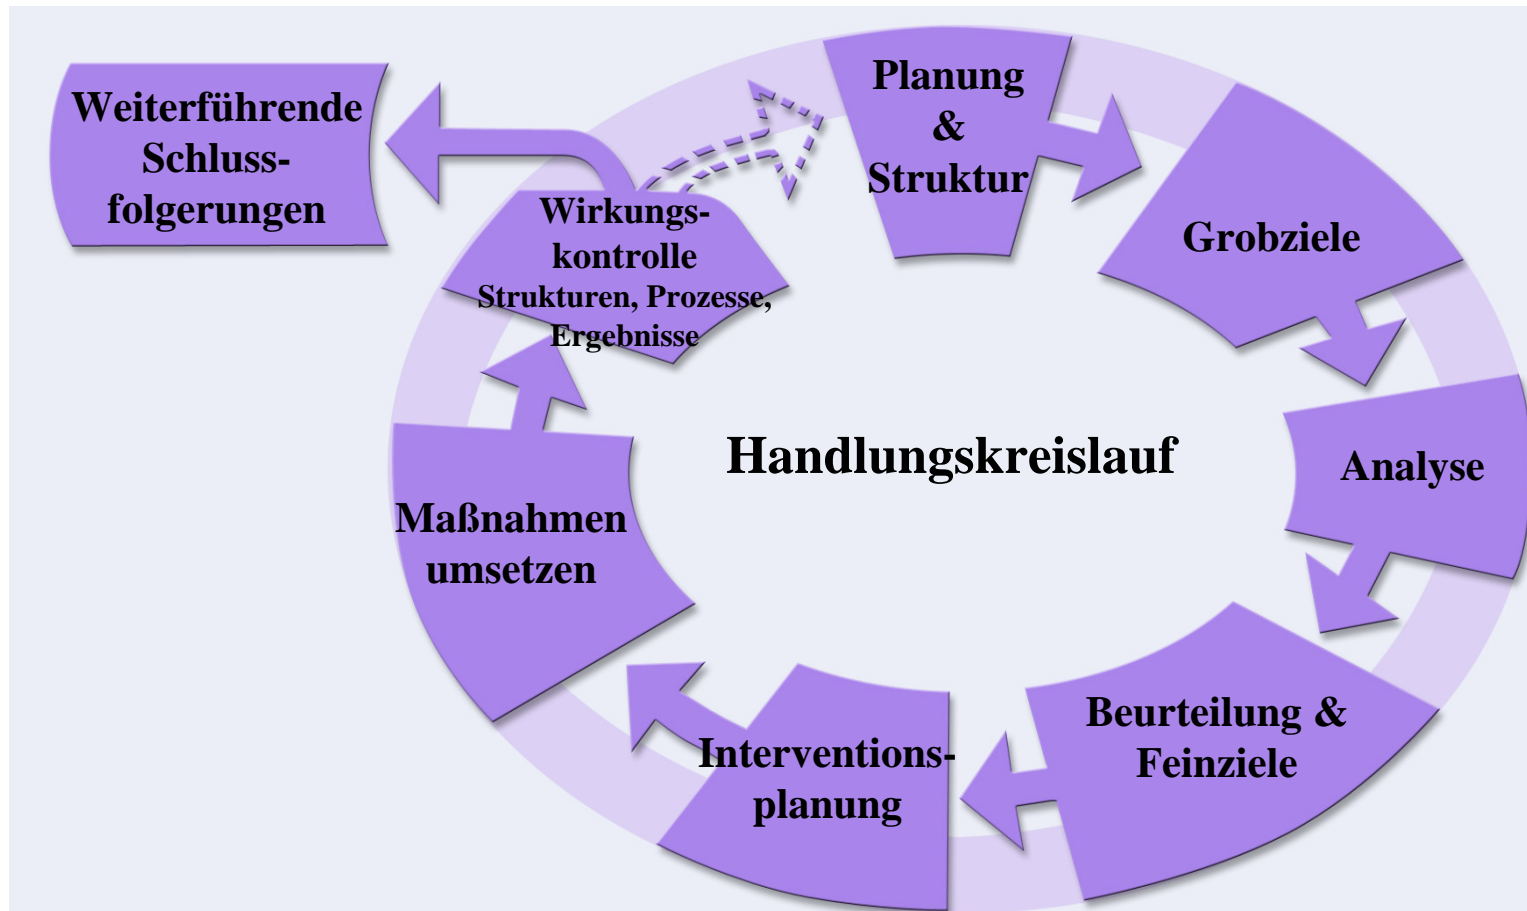 Planung
&
Struktur
Grobziele
Analyse
Beurteilung &
Feinziele
Interventions-
planung
Maßnahmen
umsetzen
Wirkungs-
kontrolle
Strukturen, Prozesse,
Ergebnisse
Weiterführende
Schluss-
folgerungen
Handlungskreislauf